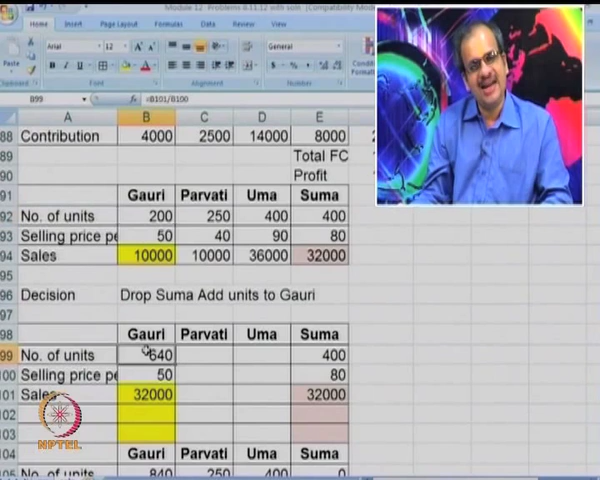 Module 12 - Problems 8.11.12 with soln [Compatibility Mod
Home Insert Page Layout Formulas Data Review View
Arial 12 General
Paste
Clipboard Font Alignment Number
Condit
Format
B99 =B101/B100
A B C D E
88 Contribution 4000 2500 14000 8000
89 Total FC
90 Profit
91 Gauri Parvati Uma Suma
92 No. of units 200 250 400 400
93 Selling price pe 50 40 90 80
94 Sales 10000 10000 36000 32000
95
96 Decision Drop Suma Add units to Gauri
97
98 Gauri Parvati Uma Suma
99 No. of units 640 400
100 Selling price pe 50 80
101 Sales 32000 32000
102
103
104 Gauri Parvati Uma Suma
105 No. of units 840 250 400 0
NPTEL